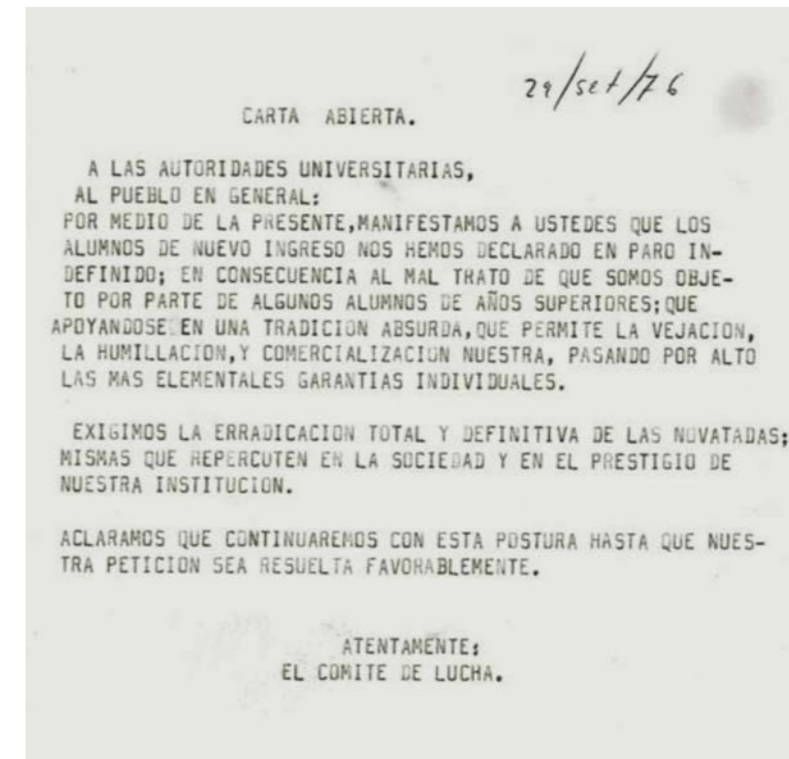 29/set/76
CARTA ABIERTA.
A LAS AUTORIDADES UNIVERSITARIAS,
AL PUEBLO EN GENERAL:
POR MEDIO DE LA PRESENTE,MANIFESTAMOS A USTEDES QUE LOS
ALUMNOS DE NUEVO INGRESO NOS HEMOS DECLARADO EN PARO IN-
DEFINIDO; EN CONSECUENCIA AL MAL TRATO DE QUE SOMOS OBJE-
TO POR PARTE DE ALGUNOS ALUMNOS DE AÑOS SUPERIORES;QUE
APOYANDOSE EN UNA TRADICION ABSURDA,QUE PERMITE LA VEJACION,
LA HUMILLACION,Y COMERCIALIZACION NUESTRA, PASANDO POR ALTO
LAS MAS ELEMENTALES GARANTIAS INDIVIDUALES.
EXIGIMOS LA ERRADICACION TOTAL Y DEFINITIVA DE LAS NOVATADAS;
MISMAS QUE REPERCUTEN EN LA SOCIEDAD Y EN EL PRESTIGIO DE
NUESTRA INSTITUCION.
ACLARAMOS QUE CONTINUAREMOS CON ESTA POSTURA HASTA QUE NUES-
TRA PETICION SEA RESUELTA FAVORABLEMENTE.
ATENTAMENTE;
EL COMITE DE LUCHA.